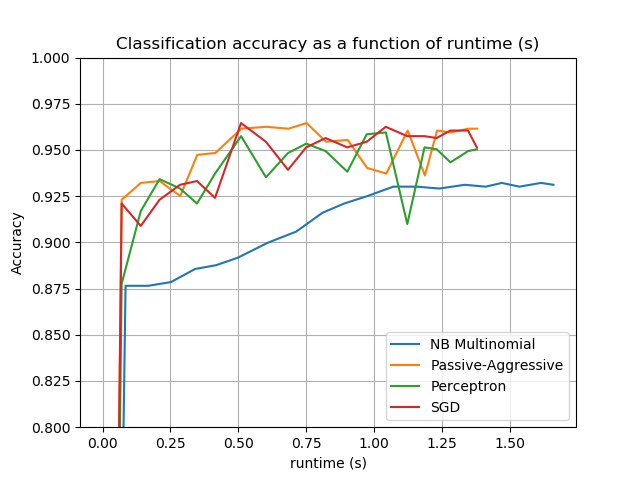 Classification accuracy as a function of runtime (s)
1.000
0.975
0.950
0.925
0.900
0.875
0.850
0.825
0.800
Accuracy
NB Multinomial
Passive-Aggressive
Perceptron
SGD
0.00 0.25 0.50 0.75 1.00 1.25 1.50
runtime (s)